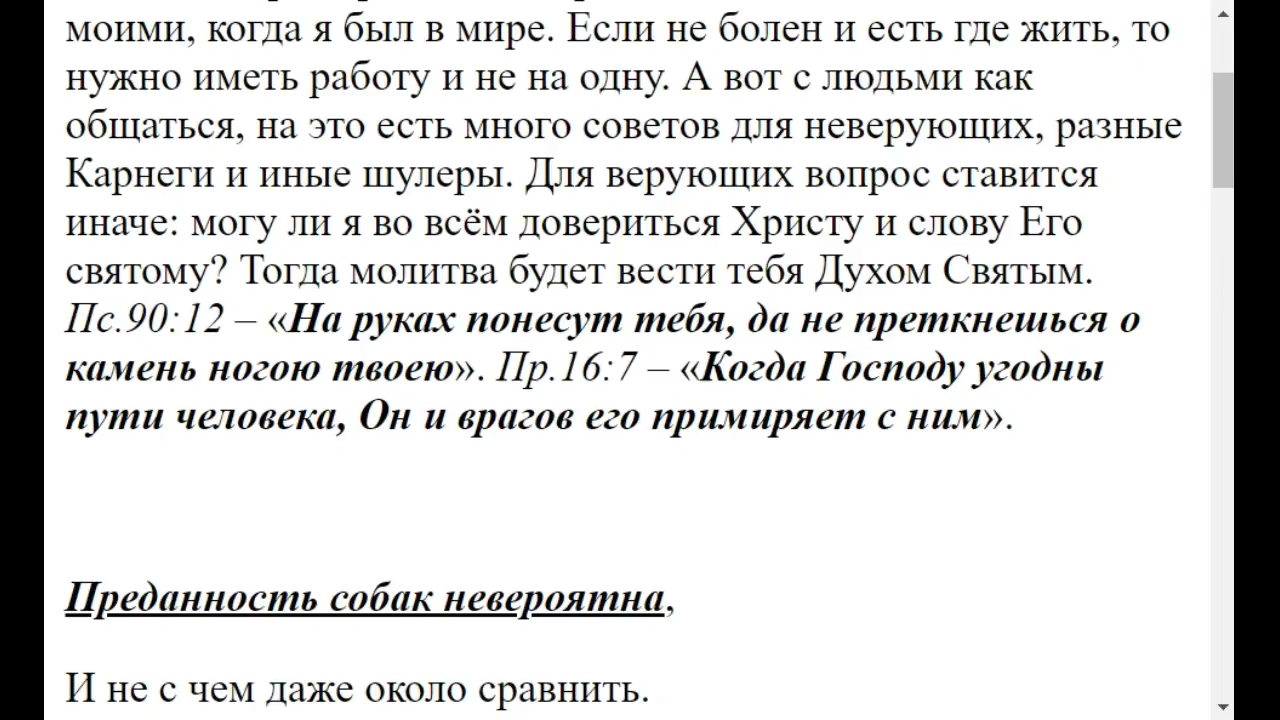 моими, когда я был в мире. Если не болен и есть где жить, то
нужно иметь работу и не на одну. А вот с людьми как
общаться, на это есть много советов для неверующих, разные
Карнеги и иные шулеры. Для верующих вопрос ставится
иначе: могу ли я во всём довериться Христу и слову Его
святому? Тогда молитва будет вести тебя Духом Святым.
Пс.90:12 – «На руках понесут тебя, да не преткнешься о
камень ногою твоею». Пр.16:7 – «Когда Господу угодны
пути человека, Он и врагов его примиряет с ним».
Преданность собак невероятна,
И не с чем даже около сравнить.